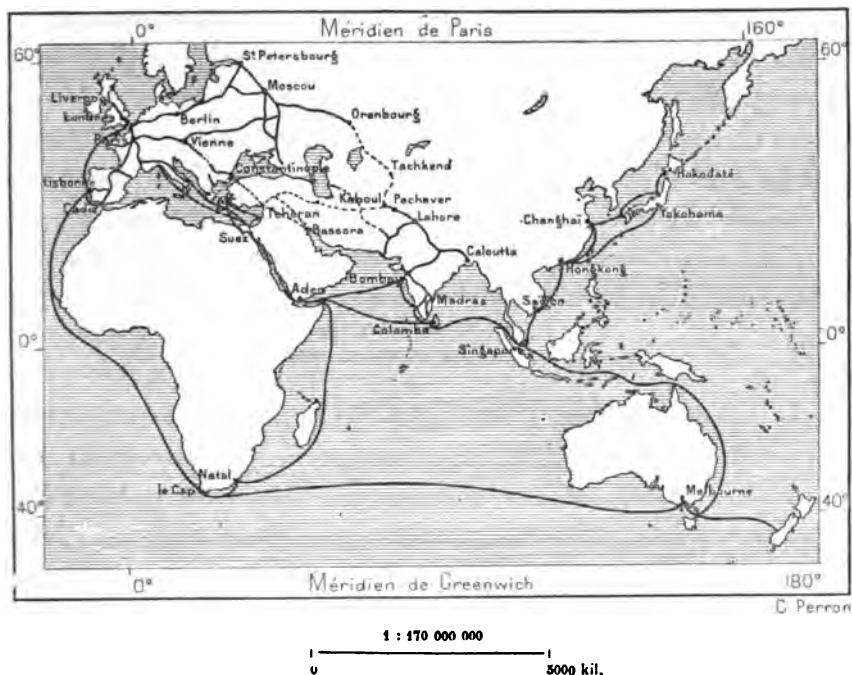 0° Méridien de Paris 160°
60° 60°
St Petersbourg
Moscou
Liverpool
Londres
Berlin
Orenbourg
Paris
Vienne
Tachkend
Constantinople
Hokodaté
Lisbonne
Kaboul
Pechaver
Cadix
Téhéran
Lahore
Changhaï
Yokohama
Bassora
Suez
Calcutta
Bombay
Hongkong
Aden
Madras
Saïgon
Colombo
0° 0°
Singapore
Natal
le Cap
Melbourne
40° 40°
0° Méridien de Greenwich 180°
C Perron
1 : 170 000 000
0 5000 kil.